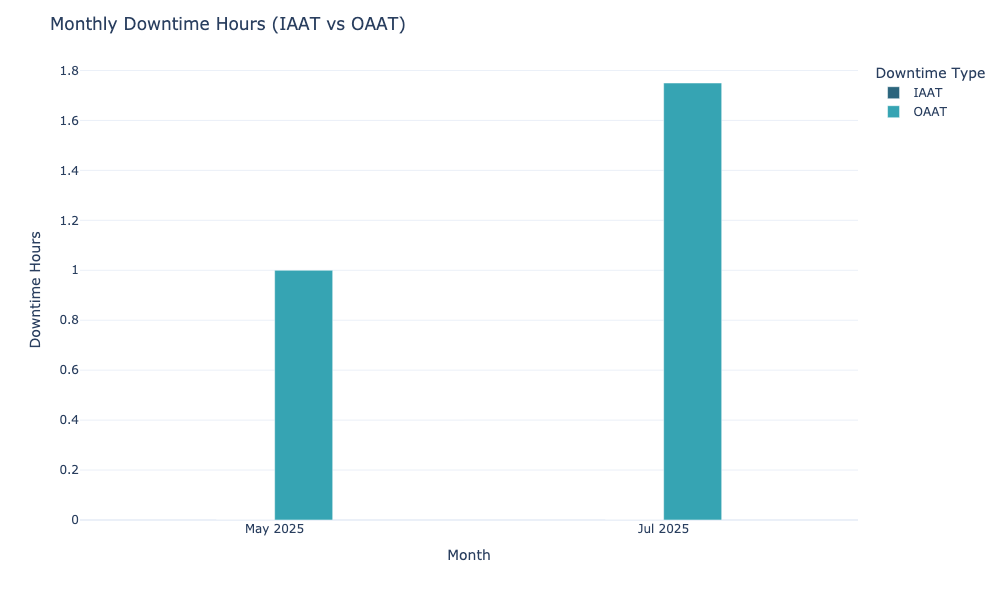 Monthly Downtime Hours (IAAT vs OAAT)
Downtime Type
IAAT
OAAT
Downtime Hours
1.8
1.6
1.4
1.2
1
0.8
0.6
0.4
0.2
0
May 2025
Jul 2025
Month